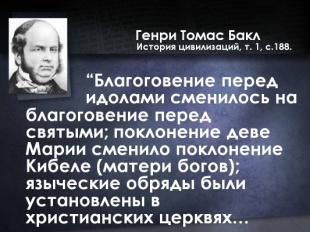 Генри Томас Бакл
История цивилизаций, т. 1, с.188.
“Благоговение перед
идолами сменилось на
благоговение перед
святыми; поклонение деве
Марии сменило поклонение
Кибеле (матери богов);
языческие обряды были
установлены в
христианских церквях…